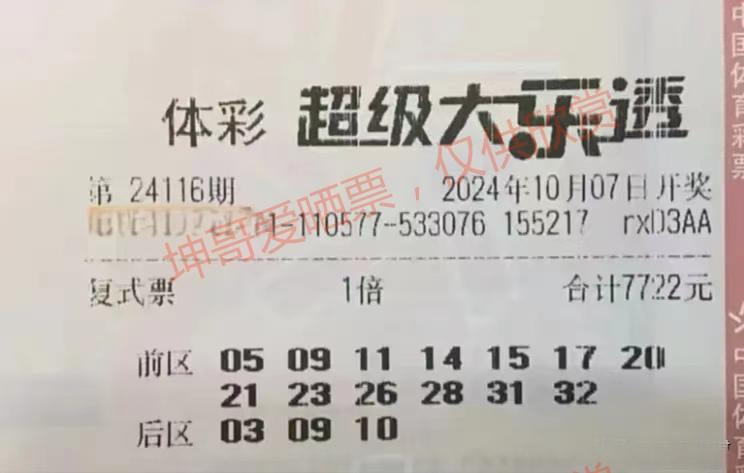 体彩 超级大乐透
第 24116期 2024年10月07日开奖
-110577-533076 155217 rxD3AA
复式票 1倍 合计7722元
前区 05 09 11 14 15 17 20
21 23 26 28 31 32
后区 03 09 10
坤哥爱晒票，仅供欣赏
中国体育彩票
中国体育